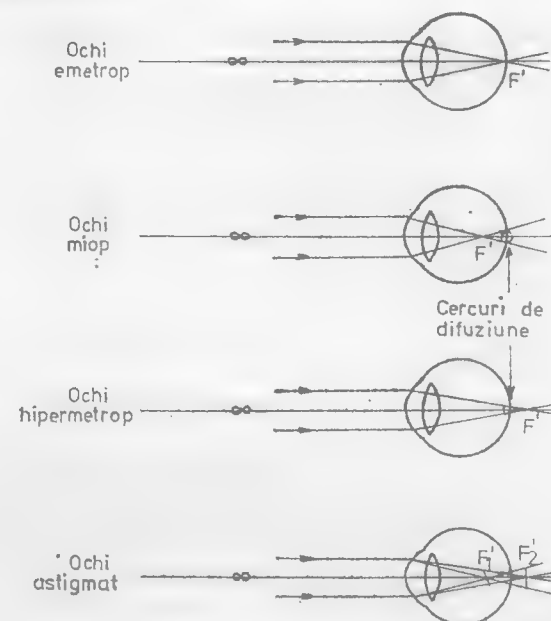 Ochi
emetrop
∞
F'
Ochi
miop
∞
F'
Cercuri de
difuziune
Ochi
hipermetrop
∞
F'
Ochi
astigmat
∞
F'1 F'2